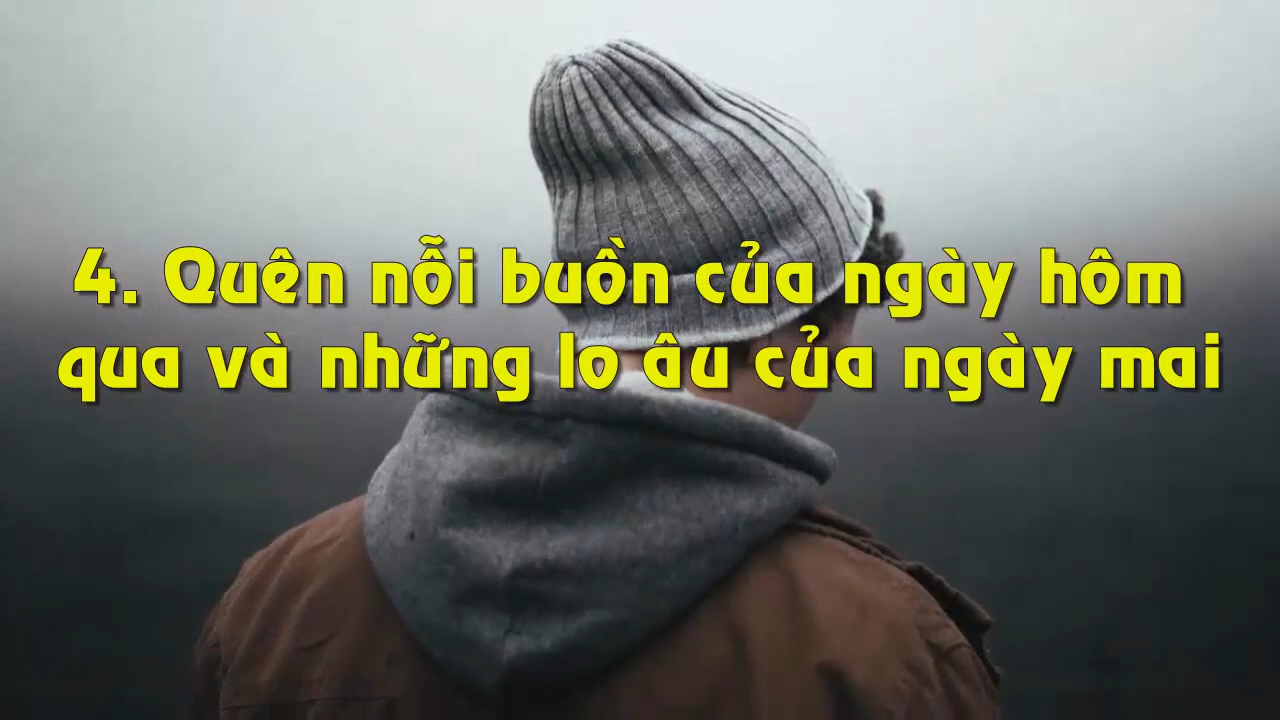 4. Quên nỗi buồn của ngày hôm
qua và những lo âu của ngày mai